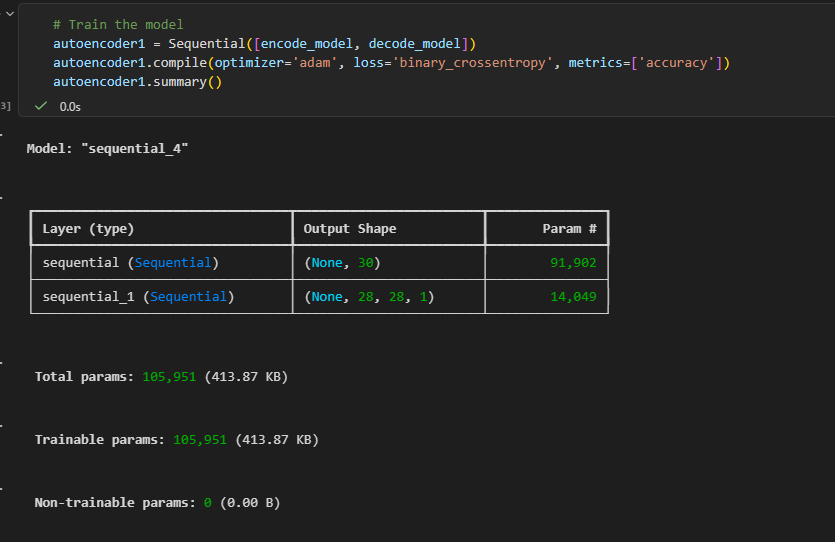 # Train the model
autoencoder1 = Sequential([encode_model, decode_model])
autoencoder1.compile(optimizer='adam', loss='binary_crossentropy', metrics=['accuracy'])
autoencoder1.summary()
3] ✓ 0.0s
Model: "sequential_4"
Layer (type) Output Shape Param #
sequential (Sequential) (None, 30) 91,902
sequential_1 (Sequential) (None, 28, 28, 1) 14,049
Total params: 105,951 (413.87 KB)
Trainable params: 105,951 (413.87 KB)
Non-trainable params: 0 (0.00 B)